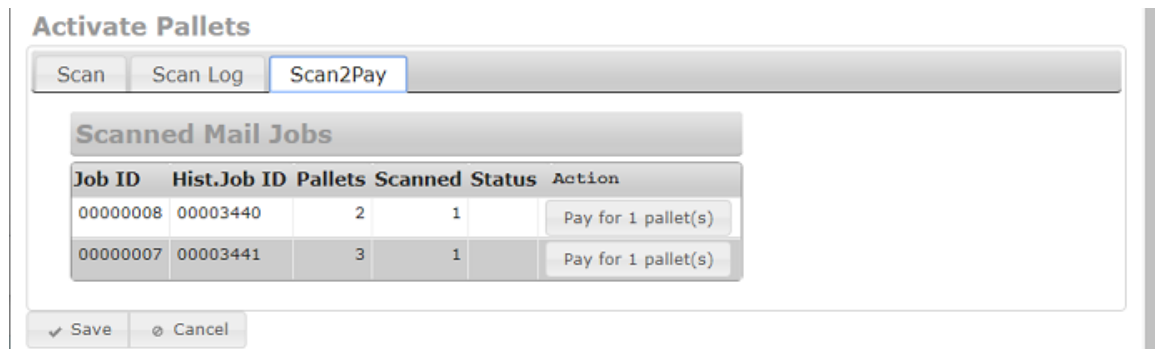 Activate Pallets
Scan Scan Log Scan2Pay
Scanned Mail Jobs
Job ID Hist.Job ID Pallets Scanned Status Action
00000008 00003440 2 1 Pay for 1 pallet(s)
00000007 00003441 3 1 Pay for 1 pallet(s)
Save Cancel